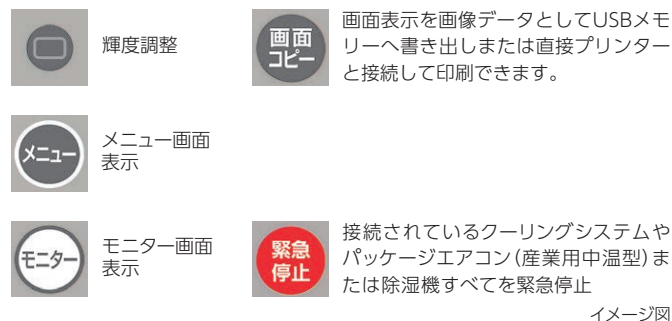 輝度調整
画面
コピー
画面表示を画像データとしてUSBメモ
リーへ書き出しまたは直接プリンター
と接続して印刷できます。
メニュー
メニュー画面
表示
モニター
モニター画面
表示
緊急
停止
接続されているクーリングシステムや
パッケージエアコン（産業用中温型）ま
たは除湿機すべてを緊急停止
イメージ図